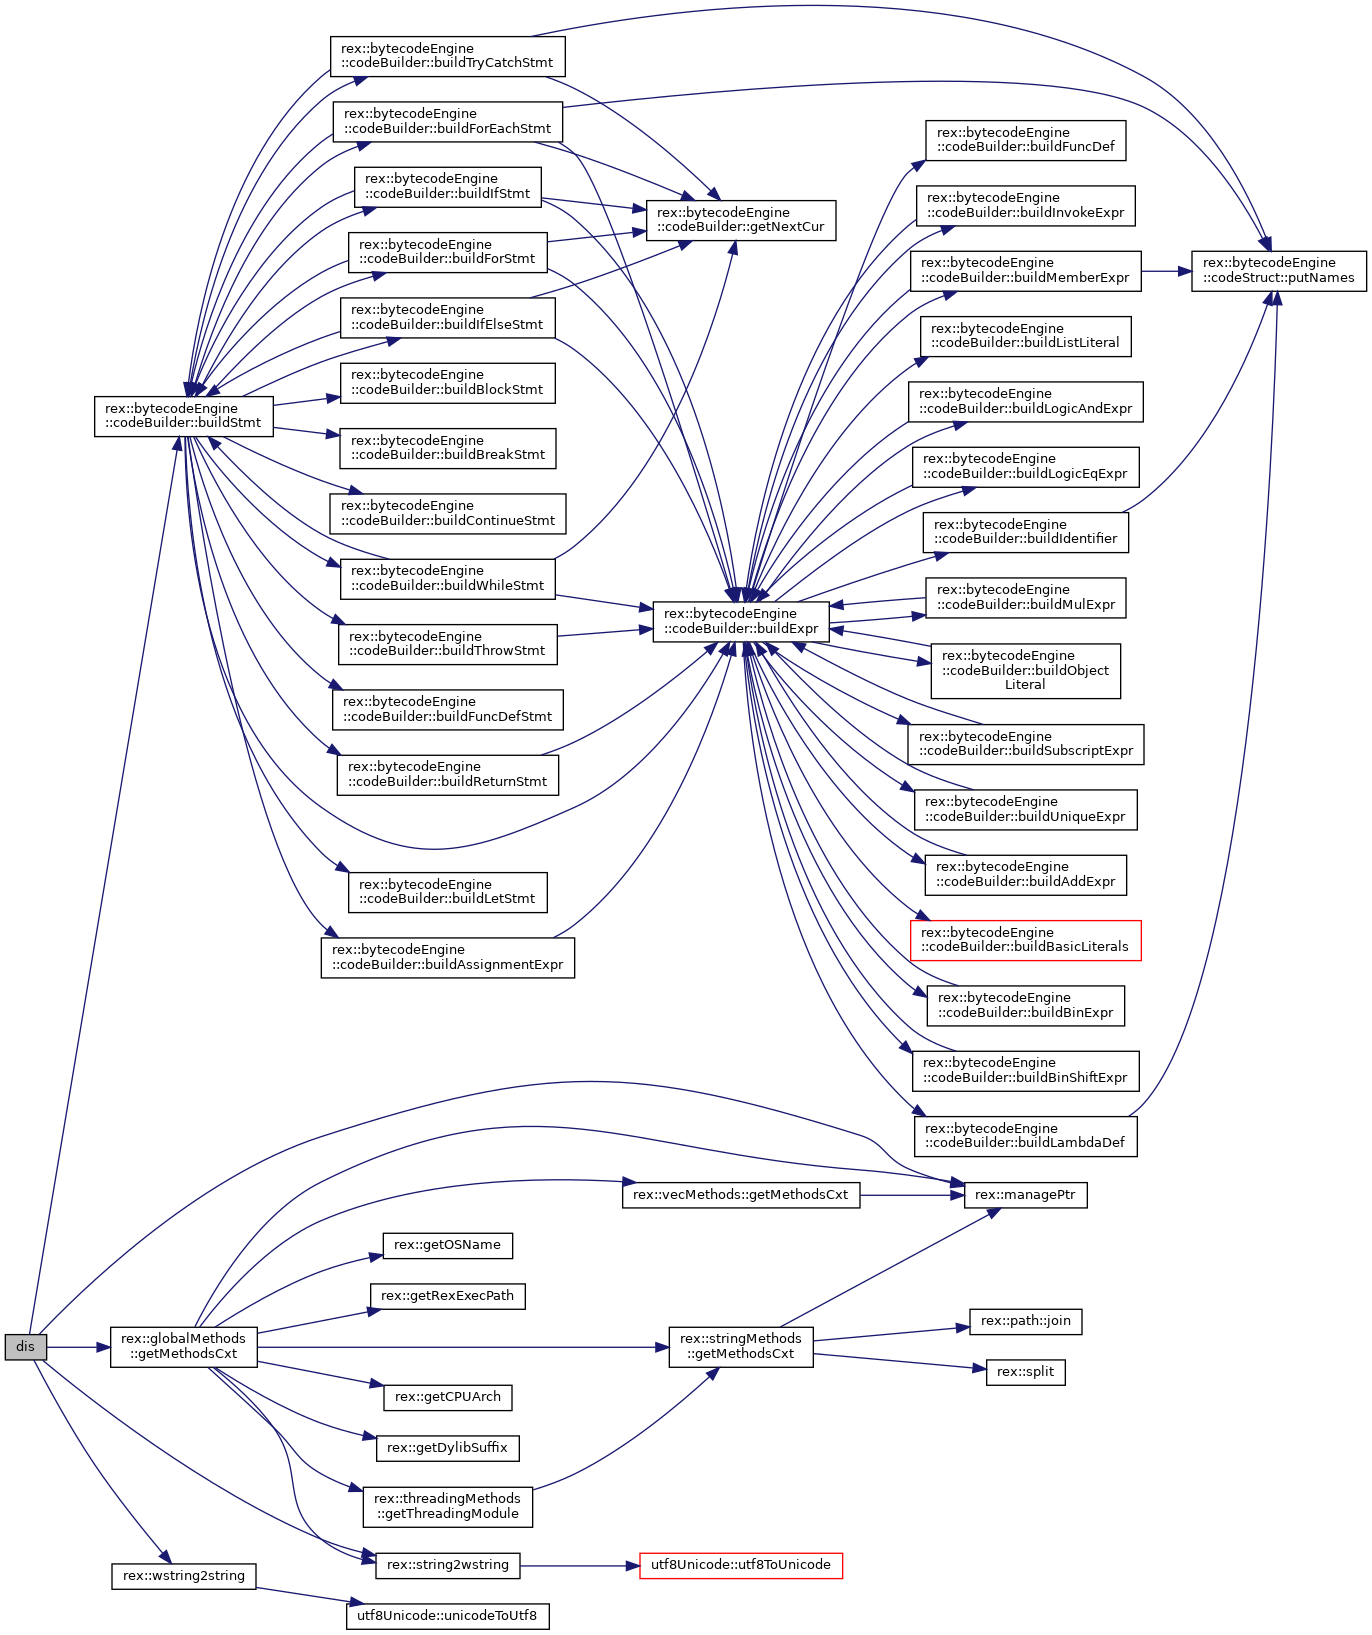 rex::bytecodeEngine
::codeBuilder::buildTryCatchStmt
rex::bytecodeEngine
::codeBuilder::buildForEachStmt
rex::bytecodeEngine
::codeBuilder::buildIfStmt
rex::bytecodeEngine
::codeBuilder::buildForStmt
rex::bytecodeEngine
::codeBuilder::buildIfElseStmt
rex::bytecodeEngine
::codeBuilder::buildBlockStmt
rex::bytecodeEngine
::codeBuilder::buildStmt
rex::bytecodeEngine
::codeBuilder::buildBreakStmt
rex::bytecodeEngine
::codeBuilder::buildContinueStmt
rex::bytecodeEngine
::codeBuilder::buildWhileStmt
rex::bytecodeEngine
::codeBuilder::buildThrowStmt
rex::bytecodeEngine
::codeBuilder::buildFuncDefStmt
rex::bytecodeEngine
::codeBuilder::buildReturnStmt
rex::bytecodeEngine
::codeBuilder::buildLetStmt
rex::bytecodeEngine
::codeBuilder::buildAssignmentExpr
rex::bytecodeEngine
::codeBuilder::getNextCur
rex::bytecodeEngine
::codeBuilder::buildExpr
rex::bytecodeEngine
::codeBuilder::buildFuncDef
rex::bytecodeEngine
::codeBuilder::buildInvokeExpr
rex::bytecodeEngine
::codeBuilder::buildMemberExpr
rex::bytecodeEngine
::codeStruct::putNames
rex::bytecodeEngine
::codeBuilder::buildListLiteral
rex::bytecodeEngine
::codeBuilder::buildLogicAndExpr
rex::bytecodeEngine
::codeBuilder::buildLogicEqExpr
rex::bytecodeEngine
::codeBuilder::buildIdentifier
rex::bytecodeEngine
::codeBuilder::buildMulExpr
rex::bytecodeEngine
::codeBuilder::buildObject
Literal
rex::bytecodeEngine
::codeBuilder::buildSubscriptExpr
rex::bytecodeEngine
::codeBuilder::buildUniqueExpr
rex::bytecodeEngine
::codeBuilder::buildAddExpr
rex::bytecodeEngine
::codeBuilder::buildBasicLiterals
rex::bytecodeEngine
::codeBuilder::buildBinExpr
rex::bytecodeEngine
::codeBuilder::buildBinShiftExpr
rex::bytecodeEngine
::codeBuilder::buildLambdaDef
rex::vecMethods::getMethodsCxt
rex::managePtr
rex::getOSName
rex::getRexExecPath
dis
rex::globalMethods
::getMethodsCxt
rex::stringMethods
::getMethodsCxt
rex::path::join
rex::split
rex::getCPUArch
rex::getDylibSuffix
rex::threadingMethods
::getThreadingModule
rex::string2wstring
utf8Unicode::utf8ToUnicode
rex::wstring2string
utf8Unicode::unicodeToUtf8